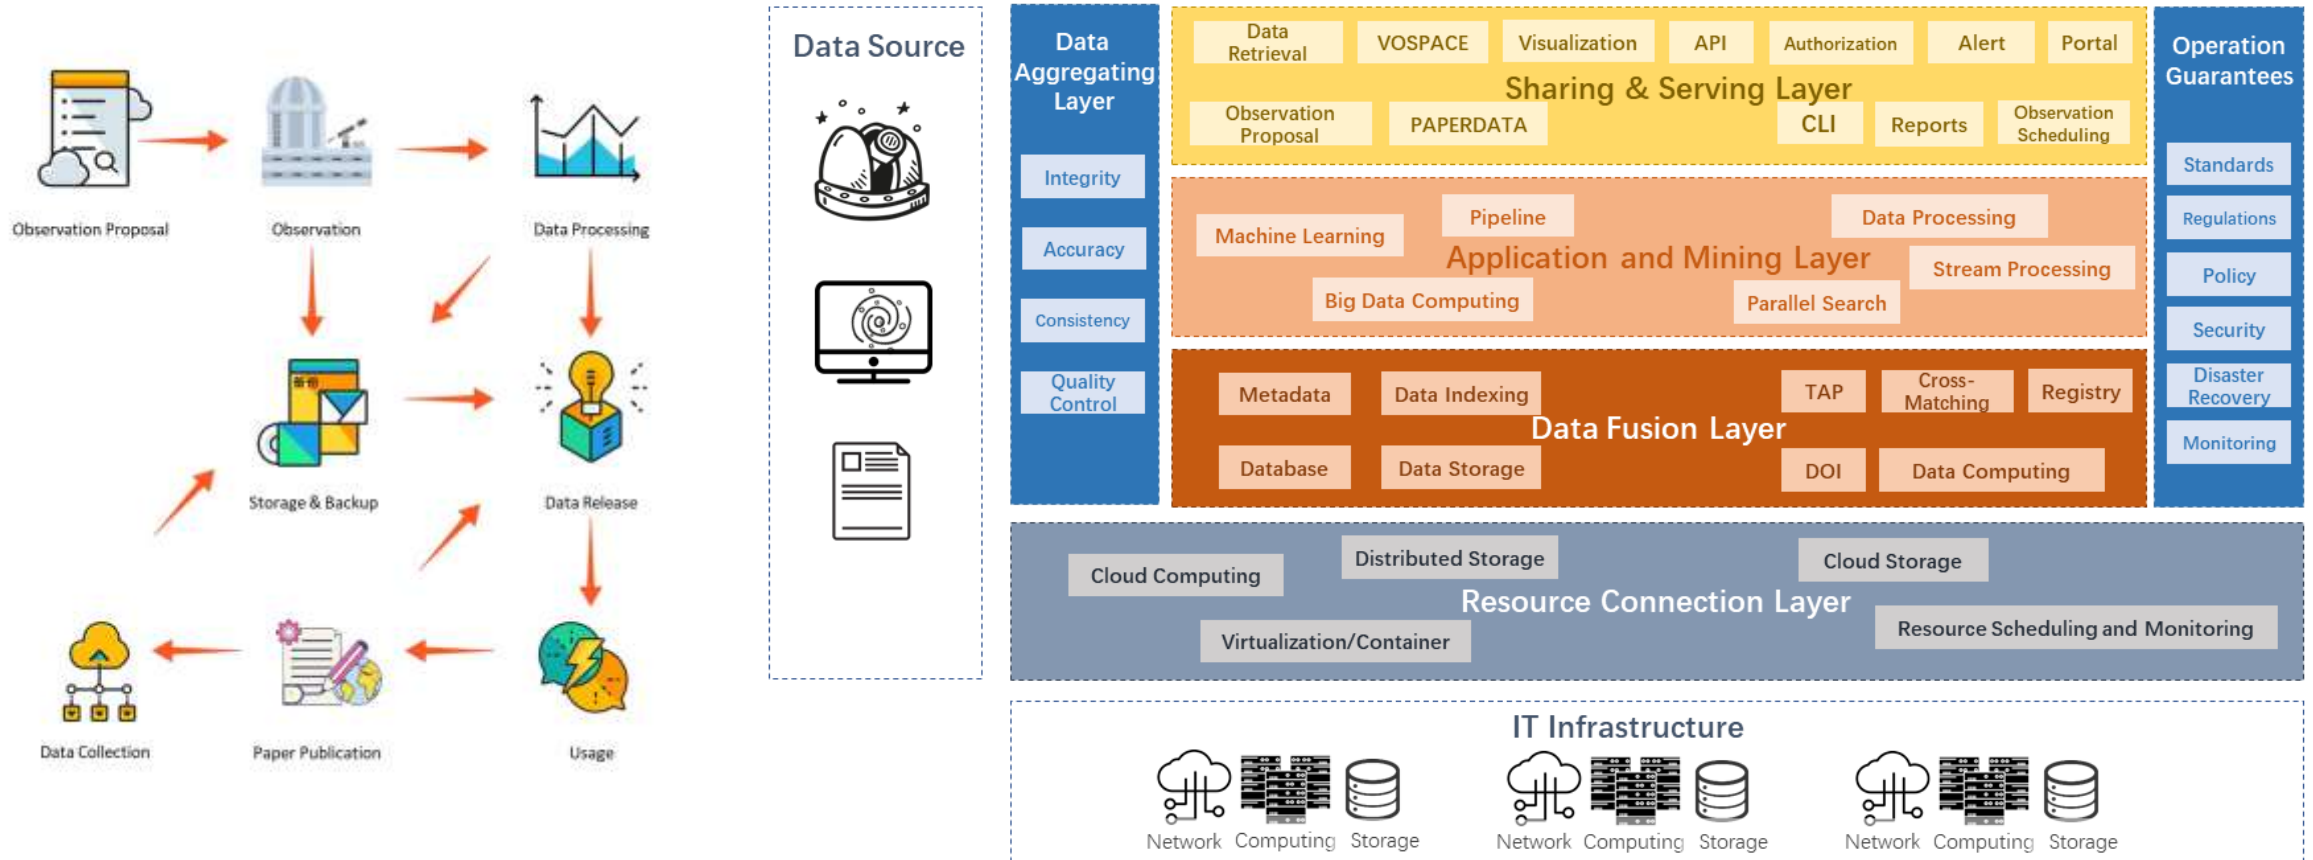 Observation Proposal
Observation
Data Processing
Storage & Backup
Data Release
Data Collection
Paper Publication
Usage
Data Source
Data
Aggregating
Layer
Integrity
Accuracy
Consistency
Quality
Control
Data
Retrieval
VOSPACE
Visualization
API
Authorization
Alert
Portal
Sharing & Serving Layer
Observation
Proposal
PAPERDATA
CLI
Reports
Observation
Scheduling
Machine Learning
Pipeline
Data Processing
Application and Mining Layer
Stream Processing
Big Data Computing
Parallel Search
Metadata
Data Indexing
TAP
Cross-
Matching
Registry
Data Fusion Layer
Database
Data Storage
DOI
Data Computing
Operation
Guarantees
Standards
Regulations
Policy
Security
Disaster
Recovery
Monitoring
Cloud Computing
Distributed Storage
Cloud Storage
Resource Connection Layer
Virtualization/Container
Resource Scheduling and Monitoring
IT Infrastructure
Network Computing Storage
Network Computing Storage
Network Computing Storage